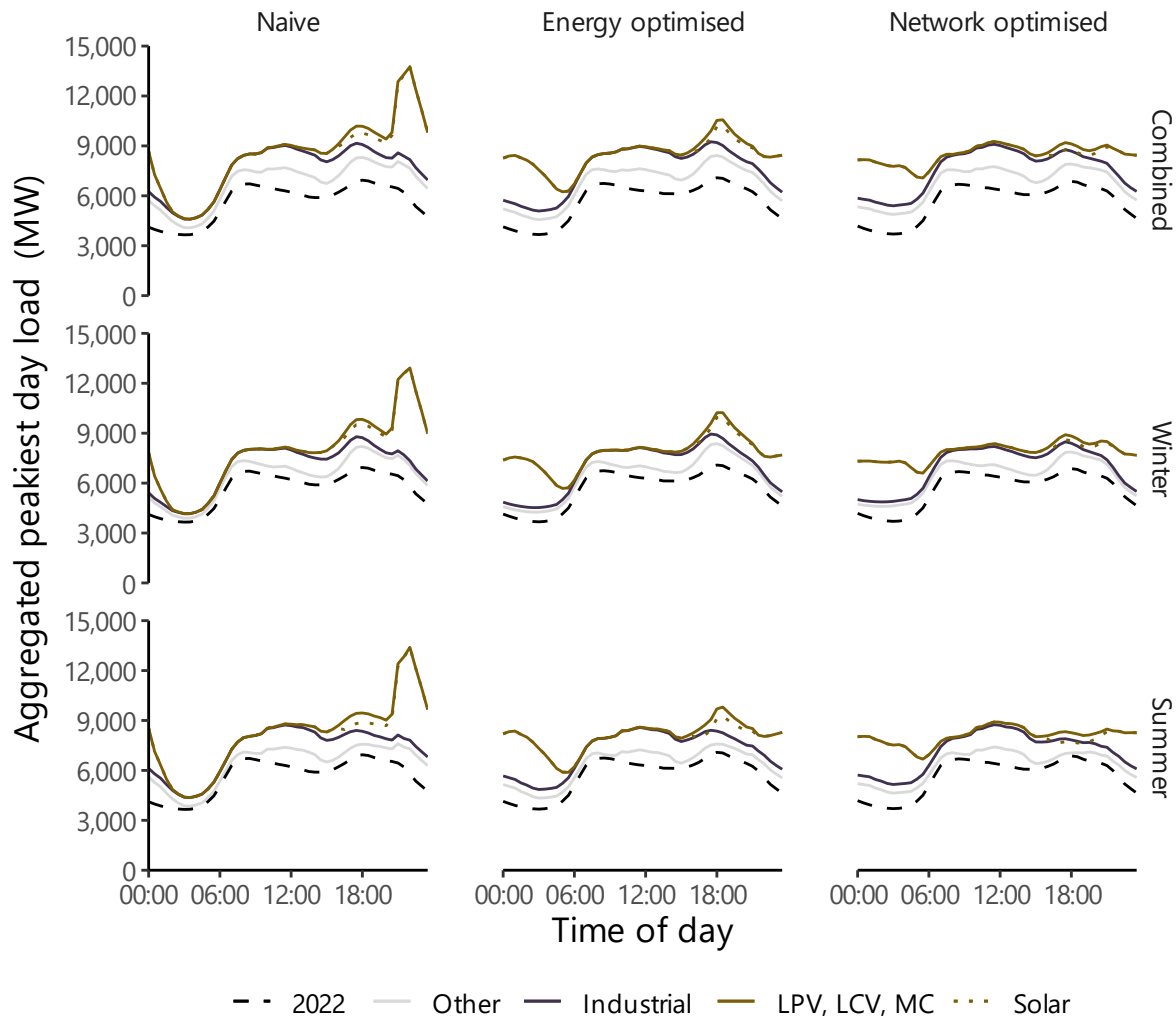 Naive Energy optimised Network optimised
Aggregated peakiest day load (MW)
15,000
12,000
9,000
6,000
3,000
0
Combined
15,000
12,000
9,000
6,000
3,000
0
Winter
15,000
12,000
9,000
6,000
3,000
0
Summer
00:00 06:00 12:00 18:00 00:00 06:00 12:00 18:00 00:00 06:00 12:00 18:00
Time of day
2022 Other Industrial LPV, LCV, MC Solar